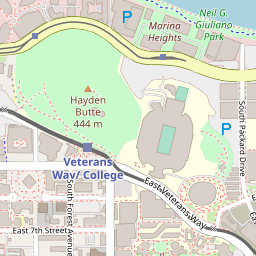 P
Marina
Heights
Neil G.
Giuliano
Park
Hayden
Butte
444 m
P
South Packard Drive
Veterans
Way/ College
East Veterans Way
South Forest Avenue
East 7th Street